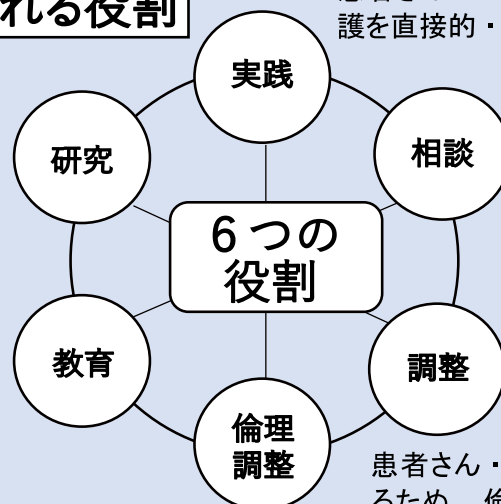 れる役割
護を直接的・
実践
研究
相談
6つの
役割
教育
調整
倫理
調整
患者さん・
るため、倫